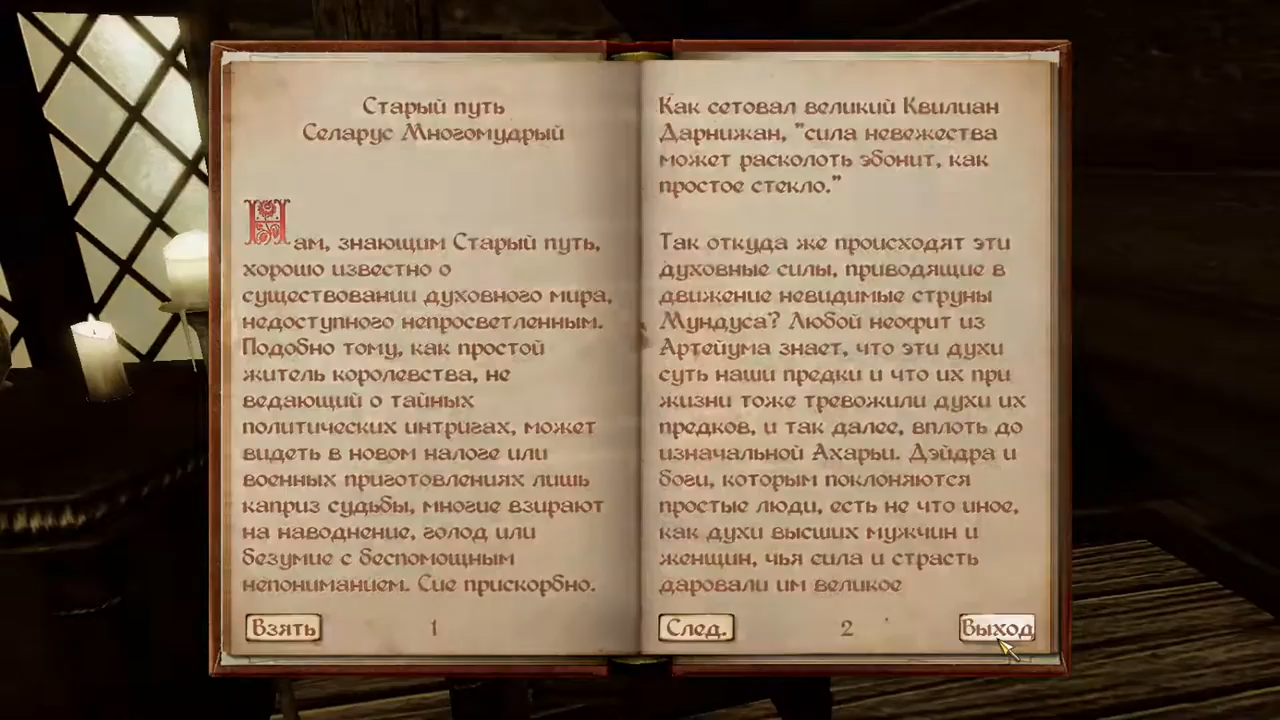 Старый путь
Селарус Многомудрый
Нам, знающим Старый путь,
хорошо известно о
существовании духовного мира,
недоступного непросветленным.
Подобно тому, как простой
житель королевства, не
ведающий о тайных
политических интригах, может
видеть в новом налоге или
военных приготовлениях лишь
каприз судьбы, многие взирают
на наводнение, голод или
безумие с беспомощным
непониманием. Сие прискорбно.
Взять
1
Как сетовал великий Квилиан
Дарнижан, "сила невежества
может расколоть эбонит, как
простое стекло."
Так откуда же происходят эти
духовные силы, приводящие в
движение невидимые струны
Мундуса? Любой неофит из
Артейума знает, что эти духи
суть наши предки и что их при
жизни тоже тревожили духи их
предков, и так далее, вплоть до
изначальной Ахарьи. Дэйдра и
боги, которым поклоняются
простые люди, есть не что иное,
как духи высших мужчин и
женщин, чья сила и страсть
даровали им великое
След.
2
Выход